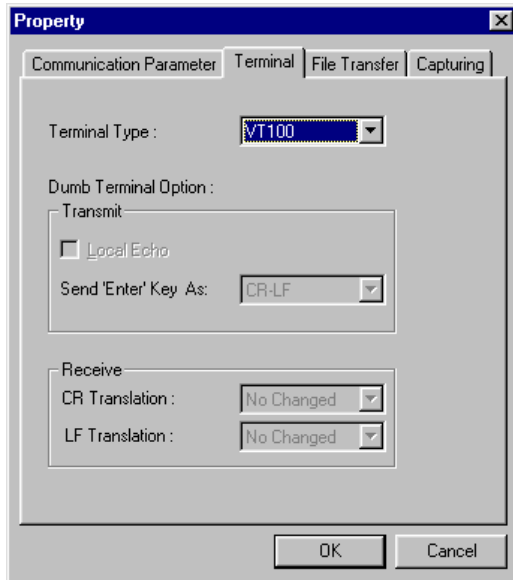 Property
Communication Parameter Terminal File Transfer Capturing
Terminal Type : VT100
Dumb Terminal Option :
Transmit
Local Echo
Send 'Enter' Key As: CR-LF
Receive
CR Translation : No Changed
LF Translation : No Changed
OK Cancel